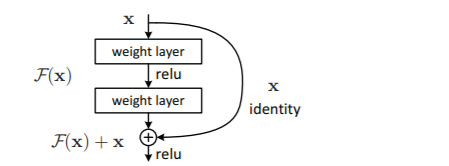 x
weight layer
F(x)
relu
weight layer
x
identity
F(x) + x
+
relu